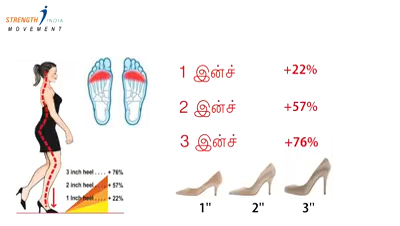 STRENGTH INDIA
MOVEMENT
1 இன்ச் +22%
2 இன்ச் +57%
3 இன்ச் +76%
3 inch heel.... + 76%
2 inch heel.... + 57%
1 inch heel.... + 22%
1" 2" 3"